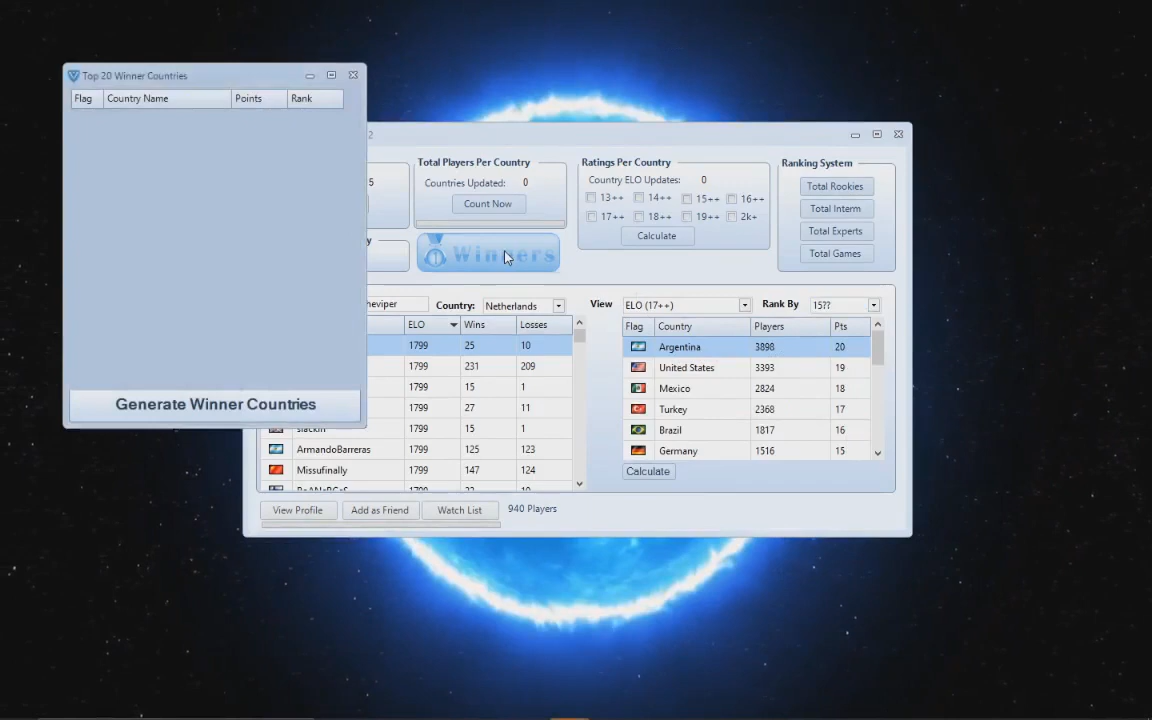 Top 20 Winner Countries
Flag Country Name Points Rank
Generate Winner Countries
2
5
Total Players Per Country
Countries Updated: 0
Count Now
Winners
Ratings Per Country
Country ELO Updates: 0
13++ 14++ 15++ 16++
17++ 18++ 19++ 2k+
Calculate
Ranking System
Total Rookies
Total Interm
Total Experts
Total Games
y
heviper Country: Netherlands
ELO Wins Losses
1799 25 10
1799 231 209
1799 15 1
1799 27 11
slackin 1799 15 1
ArmandoBarreras 1799 125 123
Missufinally 1799 147 124
View Profile Add as Friend Watch List 940 Players
View ELO (17++) Rank By 15??
Flag Country Players Pts
Argentina 3898 20
United States 3393 19
Mexico 2824 18
Turkey 2368 17
Brazil 1817 16
Germany 1516 15
Calculate